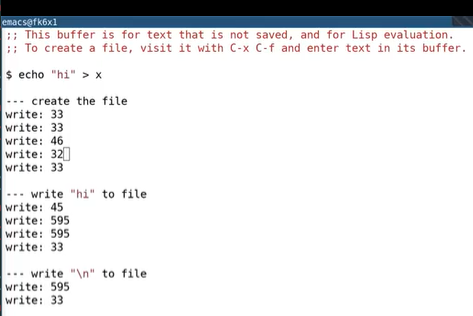 emacs@fk6x1
;; This buffer is for text that is not saved, and for Lisp evaluation.
;; To create a file, visit it with C-x C-f and enter text in its buffer.
$ echo "hi" > x
--- create the file
write: 33
write: 33
write: 46
write: 32
write: 33
--- write "hi" to file
write: 45
write: 595
write: 595
write: 33
--- write "\n" to file
write: 595
write: 33